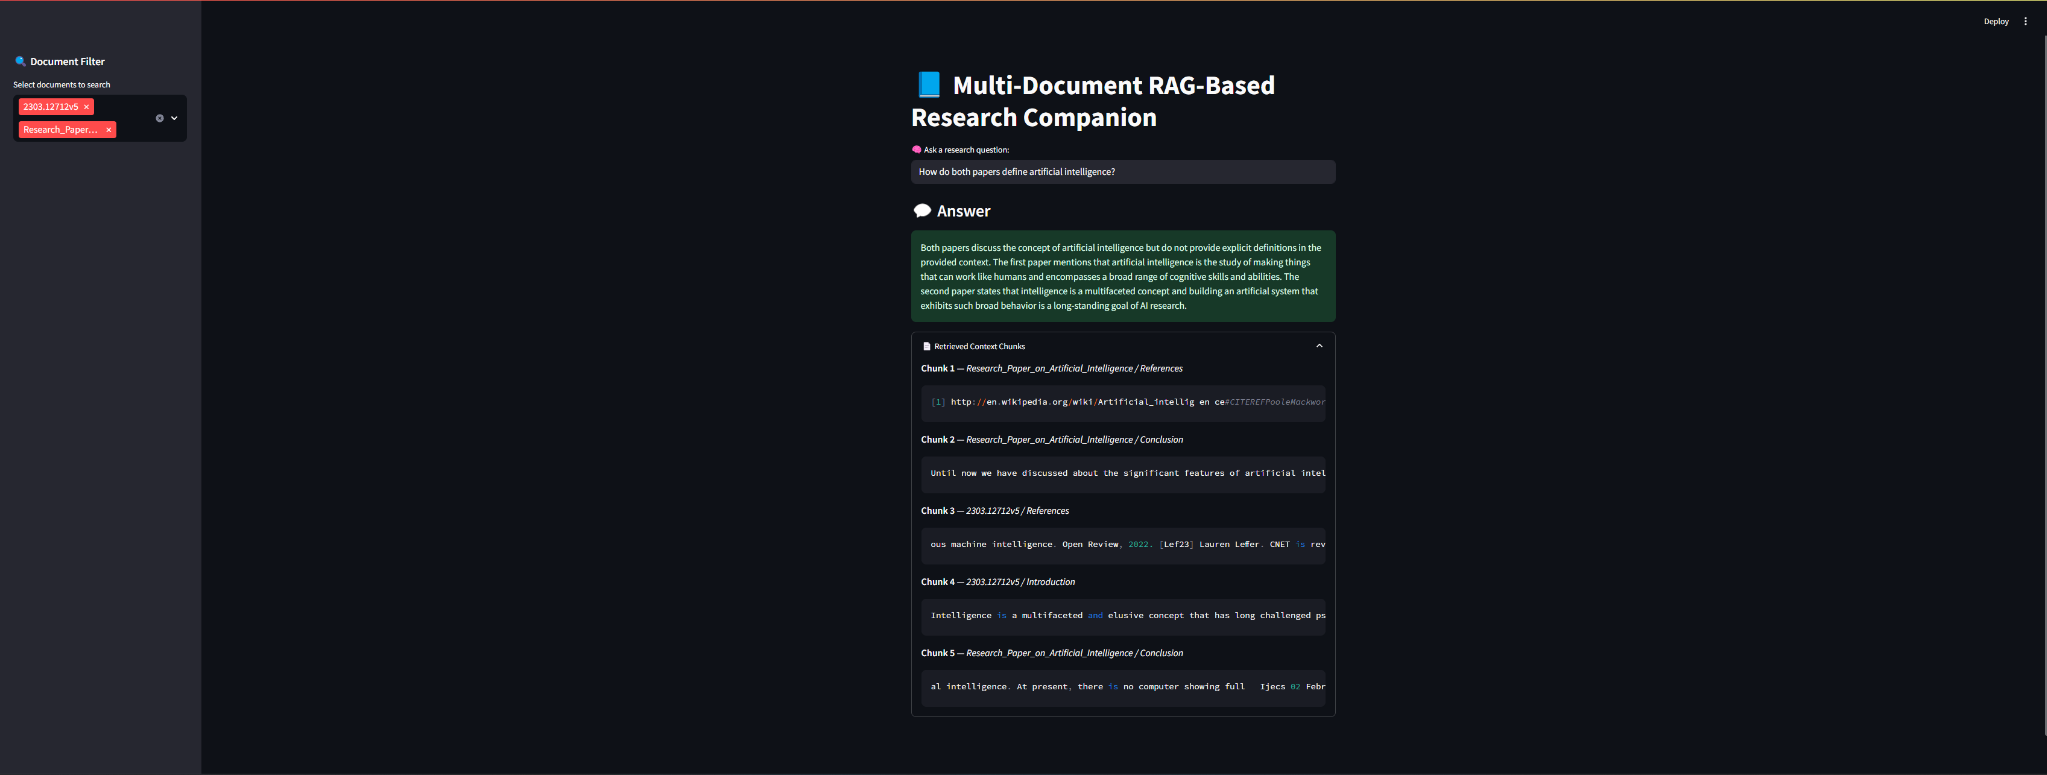 Deploy
Document Filter
Select documents to search
2303.12712v5 ×
Research_Paper... ×
Multi-Document RAG-Based
Research Companion
Ask a research question:
How do both papers define artificial intelligence?
Answer
Both papers discuss the concept of artificial intelligence but do not provide explicit definitions in the
provided context. The first paper mentions that artificial intelligence is the study of making things
that can work like humans and encompasses a broad range of cognitive skills and abilities. The
second paper states that intelligence is a multifaceted concept and building an artificial system that
exhibits such broad behavior is a long-standing goal of AI research.
Retrieved Context Chunks
Chunk 1 — Research_Paper_on_Artificial_Intelligence / References
[1] http://en.wikipedia.org/wiki/Artificial_intellig en ce#CITEREFPooleMackwor
Chunk 2 — Research_Paper_on_Artificial_Intelligence / Conclusion
Until now we have discussed about the significant features of artificial intel
Chunk 3 — 2303.12712v5 / References
ous machine intelligence. Open Review, 2022. [Lef23] Lauren Leffer. CNET is rev
Chunk 4 — 2303.12712v5 / Introduction
Intelligence is a multifaceted and elusive concept that has long challenged ps
Chunk 5 — Research_Paper_on_Artificial_Intelligence / Conclusion
al intelligence. At present, there is no computer showing full Ijecs 02 Febr